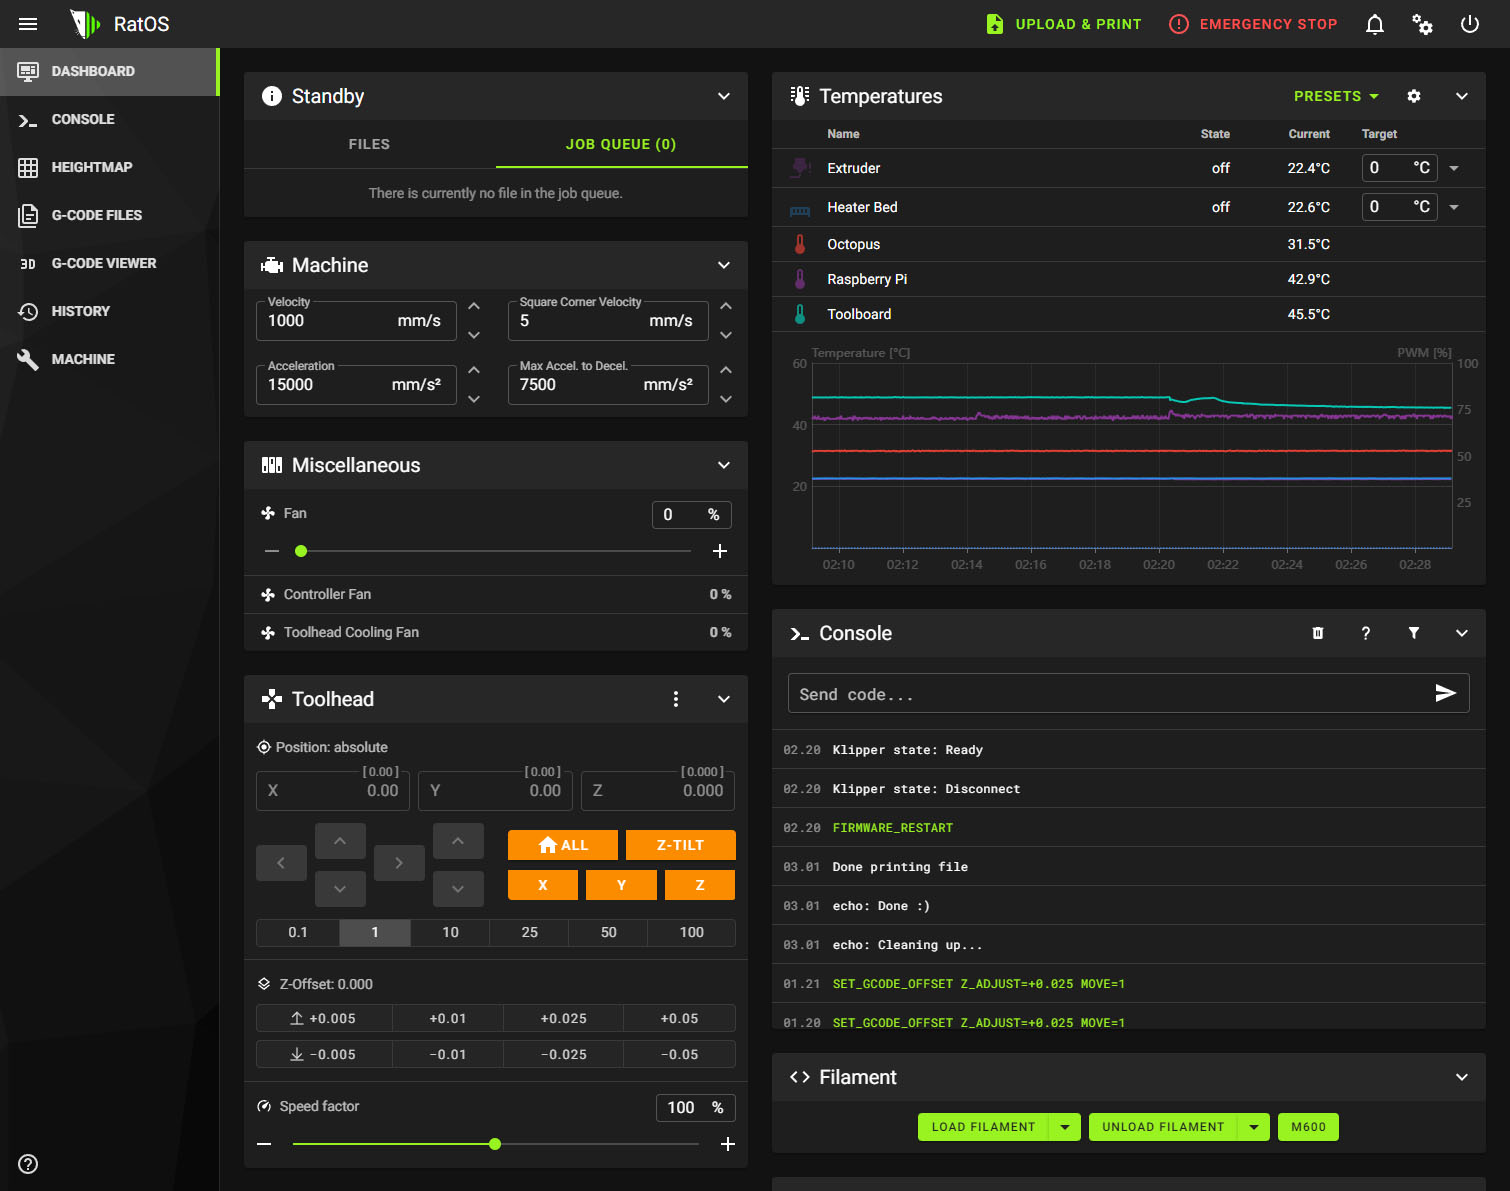 RatOS
UPLOAD & PRINT
EMERGENCY STOP
DASHBOARD
CONSOLE
HEIGHTMAP
G-CODE FILES
3D G-CODE VIEWER
HISTORY
MACHINE
Standby
FILES
JOB QUEUE (0)
There is currently no file in the job queue.
Machine
Velocity
1000 mm/s
Square Corner Velocity
5 mm/s
Acceleration
15000 mm/s²
Max Accel. to Decel.
7500 mm/s²
Miscellaneous
Fan
0 %
Controller Fan 0 %
Toolhead Cooling Fan 0 %
Toolhead
Position: absolute
[ 0.00 ] [ 0.00 ] [ 0.000 ]
X 0.00 Y 0.00 Z 0.000
ALL Z-TILT
X Y Z
0.1 1 10 25 50 100
Z-Offset: 0.000
+0.005 +0.01 +0.025 +0.05
−0.005 −0.01 −0.025 −0.05
Speed factor 100 %
Temperatures
PRESETS
Name State Current Target
Extruder off 22.4°C 0 °C
Heater Bed off 22.6°C 0 °C
Octopus 31.5°C
Raspberry Pi 42.9°C
Toolboard 45.5°C
Temperature [°C] PWM [%]
60 100
75
40
50
20
25
02:10 02:12 02:14 02:16 02:18 02:20 02:22 02:24 02:26 02:28
Console
?
Send code...
02.20 Klipper state: Ready
02.20 Klipper state: Disconnect
02.20 FIRMWARE_RESTART
03.01 Done printing file
03.01 echo: Done :)
03.01 echo: Cleaning up...
01.21 SET_GCODE_OFFSET Z_ADJUST=+0.025 MOVE=1
01.20 SET_GCODE_OFFSET Z_ADJUST=+0.025 MOVE=1
Filament
LOAD FILAMENT UNLOAD FILAMENT M600